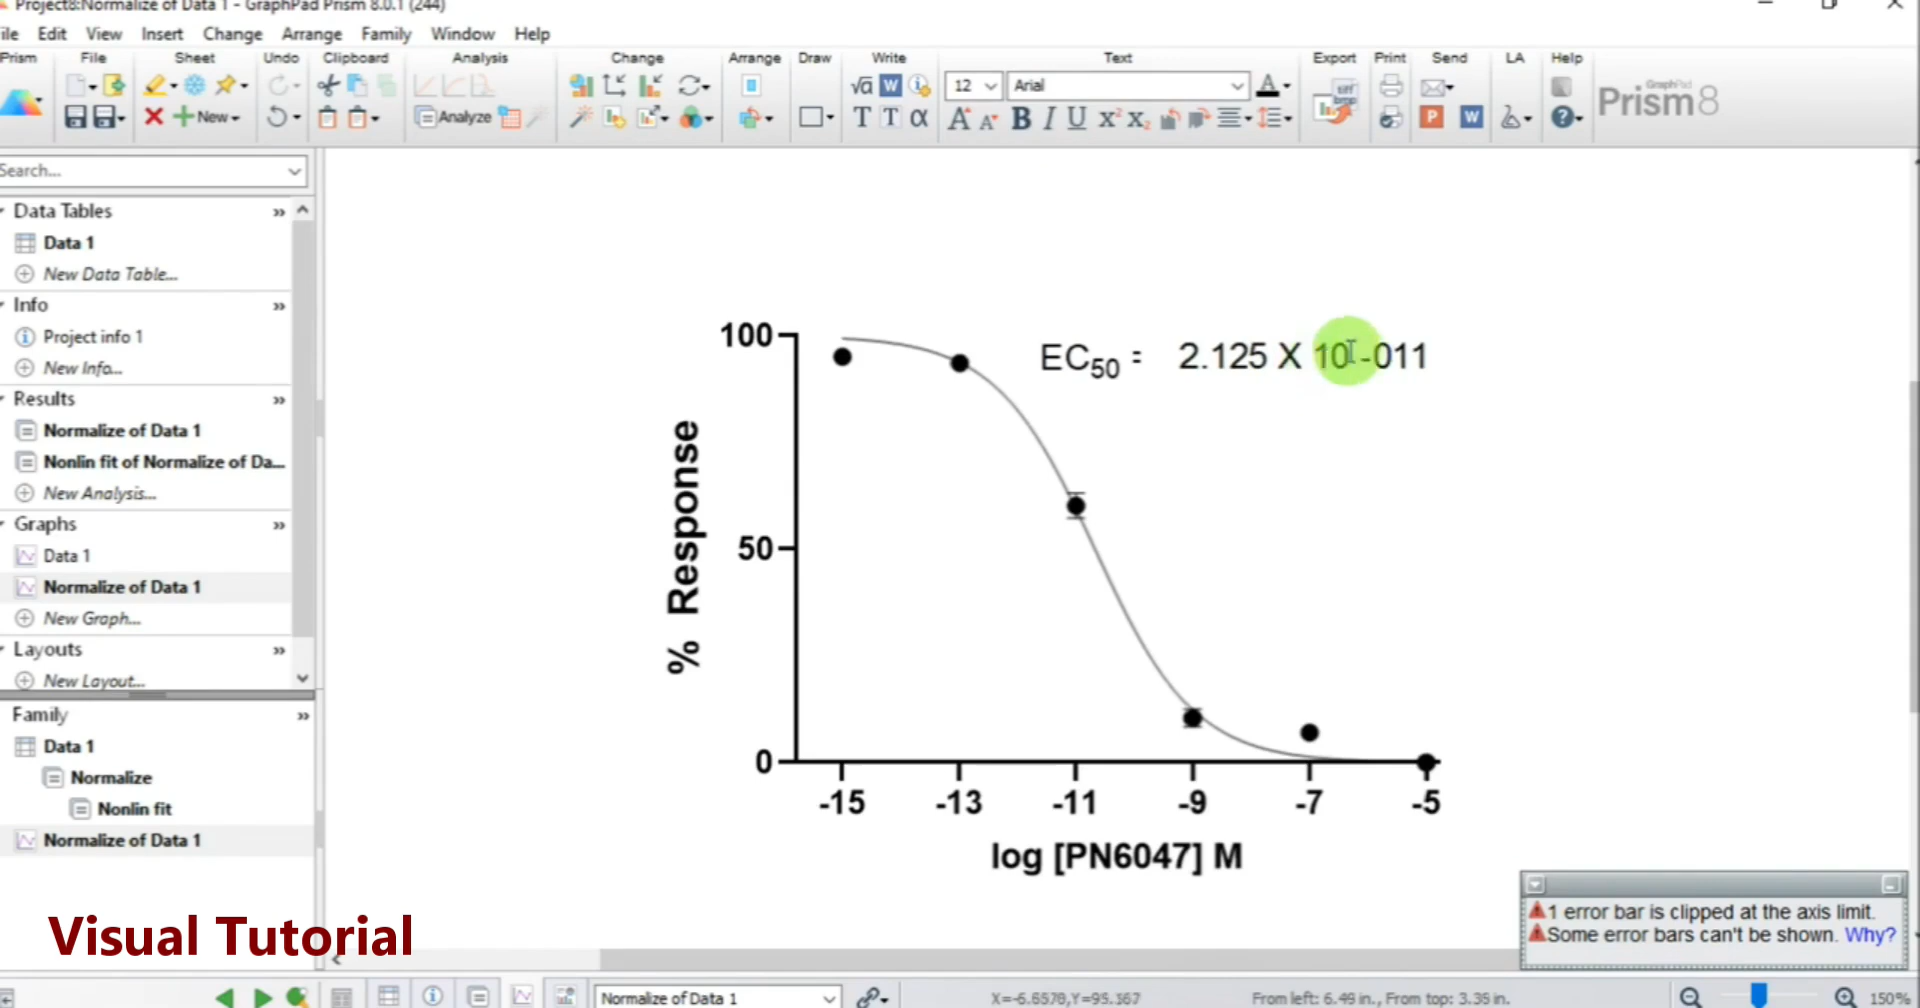 Project8:Normalize of Data 1 - GraphPad Prism 8.0.1 (244)
ile Edit View Insert Change Arrange Family Window Help
Prism File Sheet Undo Clipboard Analysis Change Arrange Draw Write Text Export Print Send LA Help
12 Arial A
GraphPad
Prism 8
New Analyze T T α A A B I U X² X₂
Search...
Data Tables
Data 1
New Data Table...
Info
Project info 1
New Info...
Results
Normalize of Data 1
Nonlin fit of Normalize of Da...
New Analysis...
Graphs
Data 1
Normalize of Data 1
New Graph...
Layouts
New Layout...
Family
Data 1
Normalize
Nonlin fit
Normalize of Data 1
EC50 = 2.125 X 10 -011
100
50
0
% Response
-15 -13 -11 -9 -7 -5
log [PN6047] M
1 error bar is clipped at the axis limit.
Some error bars can't be shown. Why?
Visual Tutorial
Normalize of Data 1
X=-6.6578,Y=95.367
From left: 6.49 in., From top: 3.35 in.
150%